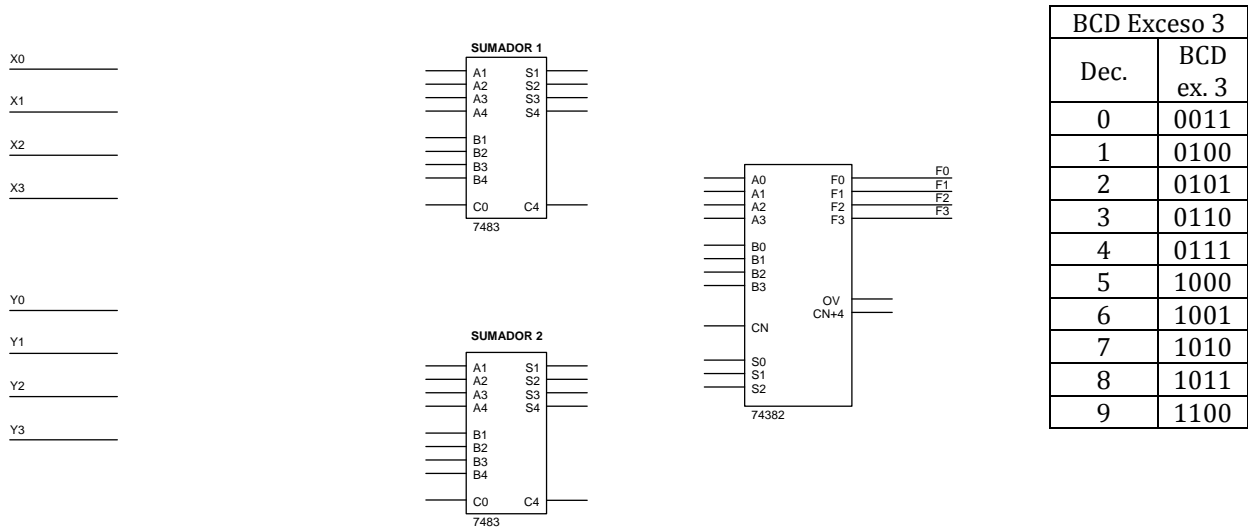 X0
X1
X2
X3
Y0
Y1
Y2
Y3
SUMADOR 1
A1 S1
A2 S2
A3 S3
A4 S4
B1
B2
B3
B4
C0 C4
7483
SUMADOR 2
A1 S1
A2 S2
A3 S3
A4 S4
B1
B2
B3
B4
C0 C4
7483
A0 F0 F0
A1 F1 F1
A2 F2 F2
A3 F3 F3
B0
B1
B2
B3
OV
CN+4
CN
S0
S1
S2
74382
BCD Exceso 3
Dec. BCD
ex. 3
0 0011
1 0100
2 0101
3 0110
4 0111
5 1000
6 1001
7 1010
8 1011
9 1100